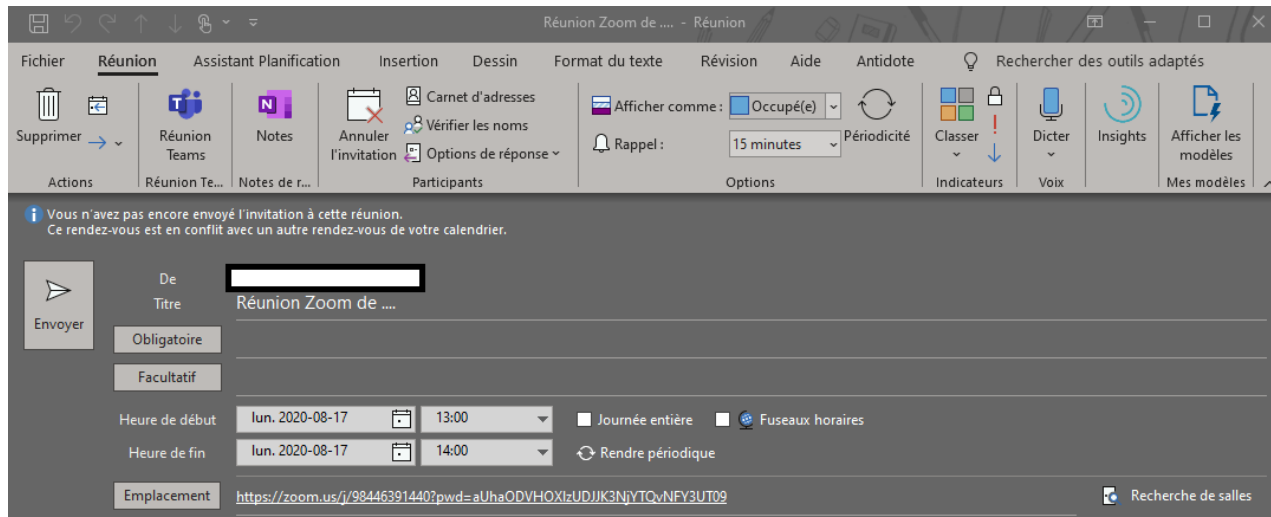 Réunion Zoom de .... - Réunion
Fichier Réunion Assistant Planification Insertion Dessin Format du texte Révision Aide Antidote Rechercher des outils adaptés
Supprimer
Réunion Teams
Notes
Annuler l'invitation
Carnet d'adresses
Vérifier les noms
Options de réponse
Afficher comme : Occupé(e)
Rappel : 15 minutes
Périodicité
Classer
Dicter
Insights
Afficher les modèles
Actions Réunion Te... Notes de r... Participants Options Indicateurs Voix Mes modèles
Vous n'avez pas encore envoyé l'invitation à cette réunion.
Ce rendez-vous est en conflit avec un autre rendez-vous de votre calendrier.
Envoyer
De
Titre Réunion Zoom de ....
Obligatoire
Facultatif
Heure de début lun. 2020-08-17 13:00 Journée entière Fuseaux horaires
Heure de fin lun. 2020-08-17 14:00 Rendre périodique
Emplacement https://zoom.us/j/98446391440?pwd=aUhaODVHOXIzUDJJK3NjYTQvNFY3UT09 Recherche de salles